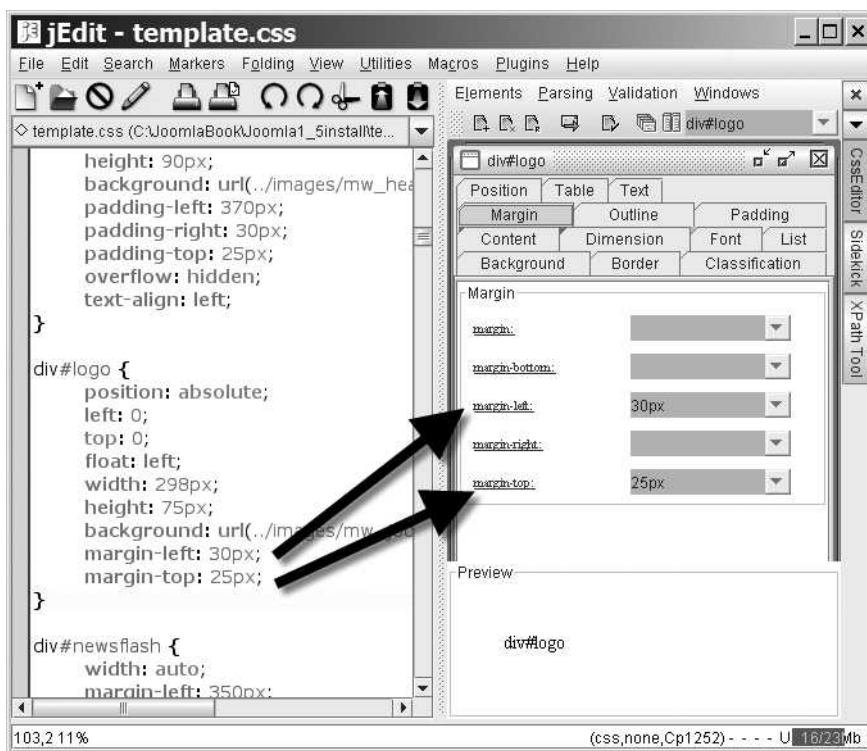 jEdit - template.css
File Edit Search Markers Folding View Utilities Macros Plugins Help
template.css (C:\JoomlaBook\Joomla1_5install\te...
height: 90px;
background: url(../images/mw_hea
padding-left: 370px;
padding-right: 30px;
padding-top: 25px;
overflow: hidden;
text-align: left;
}
div#logo {
position: absolute;
left: 0;
top: 0;
float: left;
width: 298px;
height: 75px;
background: url(../images/mw_
margin-left: 30px;
margin-top: 25px;
}
div#newsflash {
width: auto;
margin-left: 350px;
Elements Parsing Validation Windows
div#logo
div#logo
Position Table Text
Margin Outline Padding
Content Dimension Font List
Background Border Classification
Margin
margin:
margin-bottom:
margin-left: 30px
margin-right:
margin-top: 25px
Preview
div#logo
CssEditor
Sidekick
XPath Tool
103,2 11%
(css,none,Cp1252) - - - - U 16/23Mb